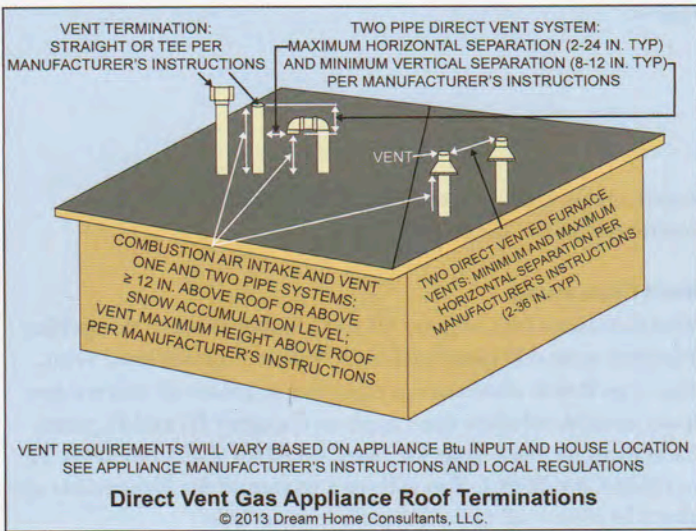 VENT TERMINATION:
STRAIGHT OR TEE PER
MANUFACTURER'S INSTRUCTIONS
TWO PIPE DIRECT VENT SYSTEM:
MAXIMUM HORIZONTAL SEPARATION (2-24 IN. TYP)
AND MINIMUM VERTICAL SEPARATION (8-12 IN. TYP)
PER MANUFACTURER'S INSTRUCTIONS
VENT
COMBUSTION AIR INTAKE AND VENT
ONE AND TWO PIPE SYSTEMS:
≥ 12 IN. ABOVE ROOF OR ABOVE
SNOW ACCUMULATION LEVEL;
VENT MAXIMUM HEIGHT ABOVE ROOF
PER MANUFACTURER'S INSTRUCTIONS
TWO DIRECT VENTED FURNACE
VENTS: MINIMUM AND MAXIMUM
HORIZONTAL SEPARATION PER
MANUFACTURER'S INSTRUCTIONS
(2-36 IN. TYP)
VENT REQUIREMENTS WILL VARY BASED ON APPLIANCE Btu INPUT AND HOUSE LOCATION
SEE APPLIANCE MANUFACTURER'S INSTRUCTIONS AND LOCAL REGULATIONS
Direct Vent Gas Appliance Roof Terminations
© 2013 Dream Home Consultants, LLC.